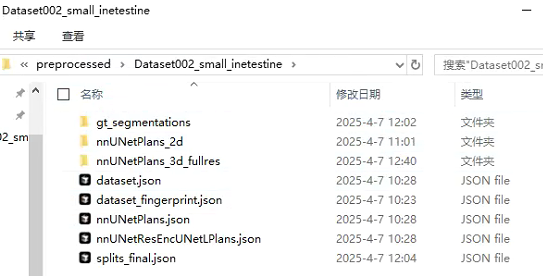 Dataset002_small_inetestine
共享 查看
« preprocessed > Dataset002_small_inetestine > 搜索"Dataset002_s
名称 修改日期 类型
gt_segmentations 2025-4-7 12:02 文件夹
02_sm nnUNetPlans_2d 2025-4-7 11:01 文件夹
nnUNetPlans_3d_fullres 2025-4-7 12:40 文件夹
dataset.json 2025-4-7 10:28 JSON file
dataset_fingerprint.json 2025-4-7 10:23 JSON file
nnUNetPlans.json 2025-4-7 10:28 JSON file
nnUNetResEncUNetLPlans.json 2025-4-7 10:28 JSON file
splits_final.json 2025-4-7 12:04 JSON file